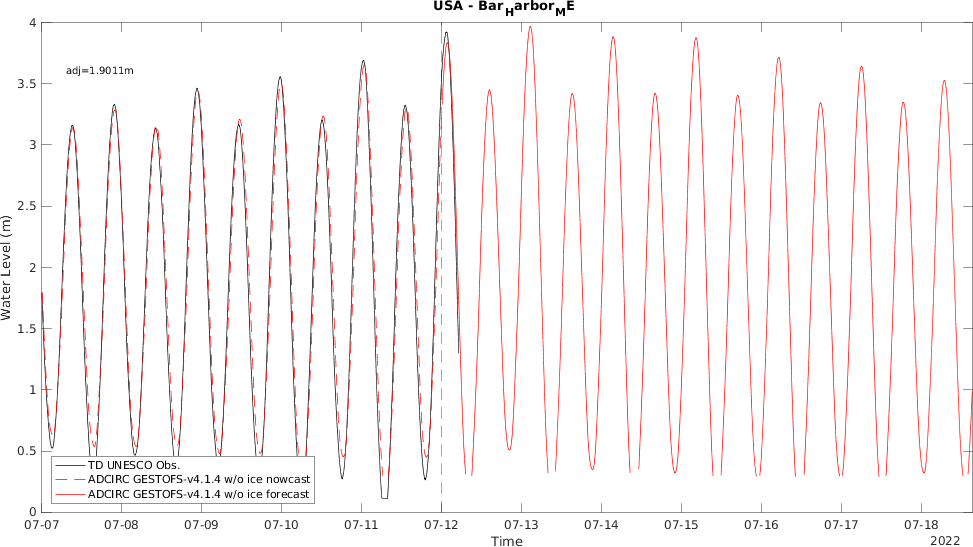 USA - Bar_Harbor_ME
4
adj=1.9011m
3.5
3
2.5
2
Water Level (m)
1.5
1
0.5
0
TD UNESCO Obs.
ADCIRC GESTOFS-v4.1.4 w/o ice nowcast
ADCIRC GESTOFS-v4.1.4 w/o ice forecast
07-07 07-08 07-09 07-10 07-11 07-12 07-13 07-14 07-15 07-16 07-17 07-18
Time
2022